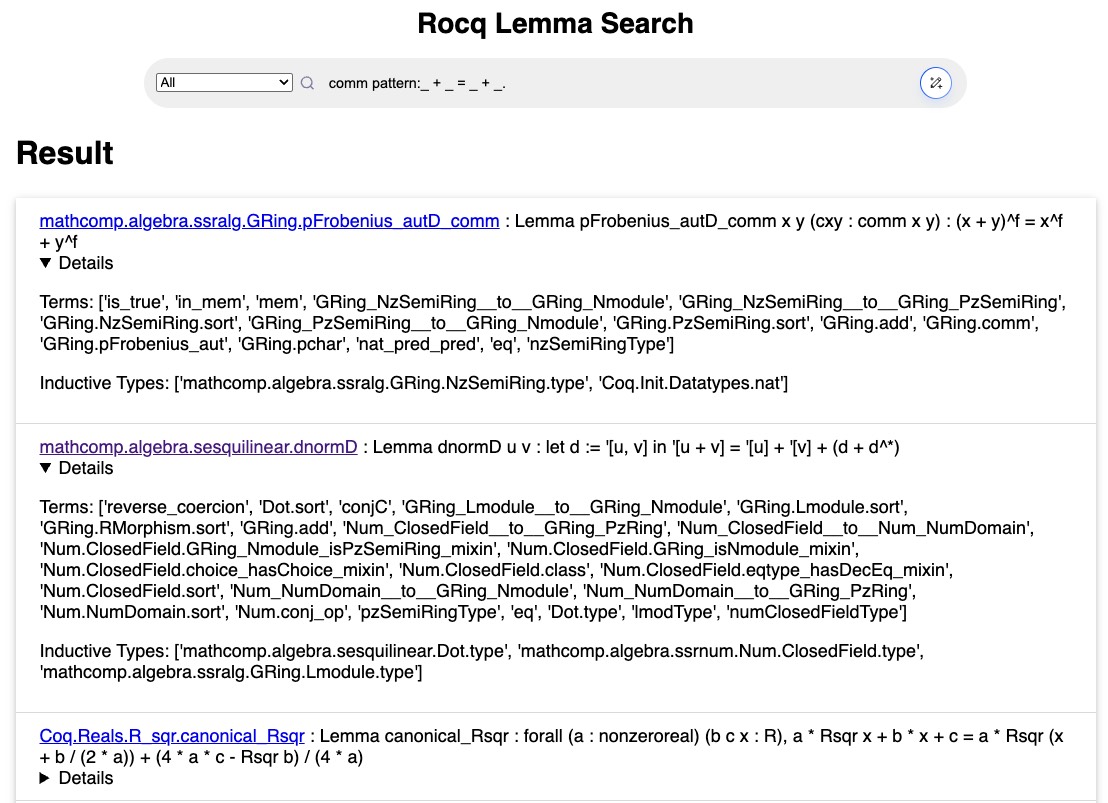 Rocq Lemma Search
All
comm pattern:_ + _ = _ + _.
Result
mathcomp.algebra.ssralg.GRing.pFrobenius_autD_comm : Lemma pFrobenius_autD_comm x y (cxy : comm x y) : (x + y)^f = x^f
+ y^f
▼ Details
Terms: ['is_true', 'in_mem', 'mem', 'GRing_NzSemiRing__to__GRing_Nmodule', 'GRing_NzSemiRing__to__GRing_PzSemiRing',
'GRing.NzSemiRing.sort', 'GRing_PzSemiRing__to__GRing_Nmodule', 'GRing.PzSemiRing.sort', 'GRing.add', 'GRing.comm',
'GRing.pFrobenius_aut', 'GRing.pchar', 'nat_pred_pred', 'eq', 'nzSemiRingType']
Inductive Types: ['mathcomp.algebra.ssralg.GRing.NzSemiRing.type', 'Coq.Init.Datatypes.nat']
mathcomp.algebra.sesquilinear.dnormD : Lemma dnormD u v : let d := '[u, v] in '[u + v] = '[u] + '[v] + (d + d^*)
▼ Details
Terms: ['reverse_coercion', 'Dot.sort', 'conjC', 'GRing_Lmodule__to__GRing_Nmodule', 'GRing.Lmodule.sort',
'GRing.RMorphism.sort', 'GRing.add', 'Num_ClosedField__to__GRing_PzRing', 'Num_ClosedField__to__Num_NumDomain',
'Num.ClosedField.GRing_Nmodule_isPzSemiRing_mixin', 'Num.ClosedField.GRing_isNmodule_mixin',
'Num.ClosedField.choice_hasChoice_mixin', 'Num.ClosedField.class', 'Num.ClosedField.eqtype_hasDecEq_mixin',
'Num.ClosedField.sort', 'Num_NumDomain__to__GRing_Nmodule', 'Num_NumDomain__to__GRing_PzRing',
'Num.NumDomain.sort', 'Num.conj_op', 'pzSemiRingType', 'eq', 'Dot.type', 'lmodType', 'numClosedFieldType']
Inductive Types: ['mathcomp.algebra.sesquilinear.Dot.type', 'mathcomp.algebra.ssrnum.Num.ClosedField.type',
'mathcomp.algebra.ssralg.GRing.Lmodule.type']
Coq.Reals.R_sqr.canonical_Rsqr : Lemma canonical_Rsqr : forall (a : nonzeroreal) (b c x : R), a * Rsqr x + b * x + c = a * Rsqr (x
+ b / (2 * a)) + (4 * a * c - Rsqr b) / (4 * a)
▶ Details